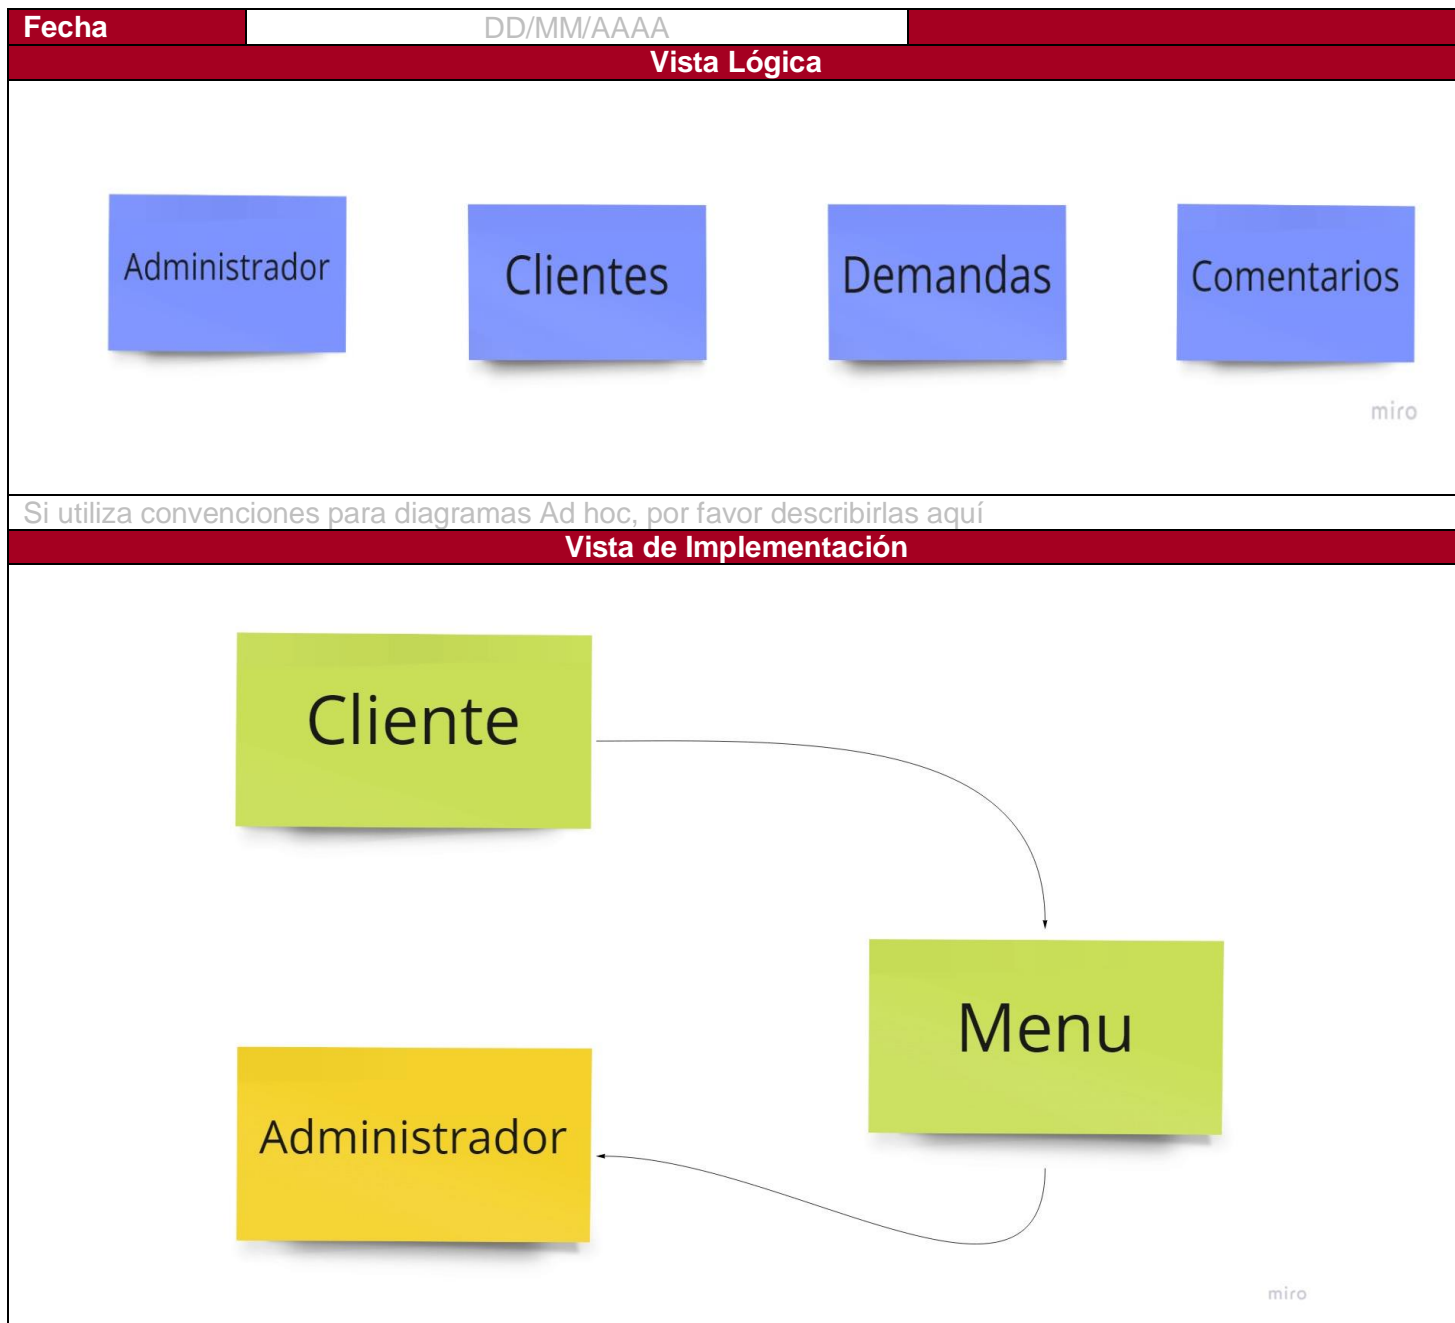 Fecha DD/MM/AAAA
Vista Lógica
Administrador Clientes Demandas Comentarios
miro
Si utiliza convenciones para diagramas Ad hoc, por favor describirlas aquí
Vista de Implementación
Cliente
Menu
Administrador
miro